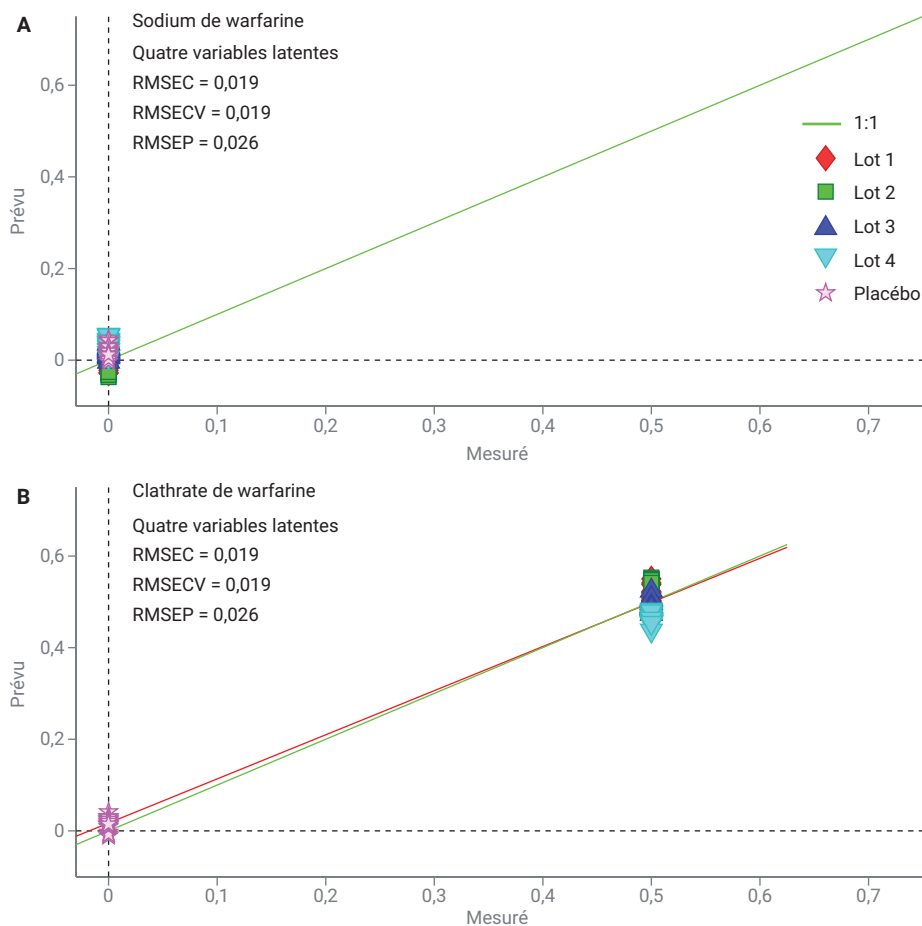 A
Sodium de warfarine
Quatre variables latentes
RMSEC = 0,019
RMSECV = 0,019
RMSEP = 0,026
1:1
Lot 1
Lot 2
Lot 3
Lot 4
Placébo
Prévu
0,6
0,4
0,2
0
0 0,1 0,2 0,3 0,4 0,5 0,6 0,7
Mesuré
B
Clathrate de warfarine
Quatre variables latentes
RMSEC = 0,019
RMSECV = 0,019
RMSEP = 0,026
Prévu
0,6
0,4
0,2
0
0 0,1 0,2 0,3 0,4 0,5 0,6 0,7
Mesuré